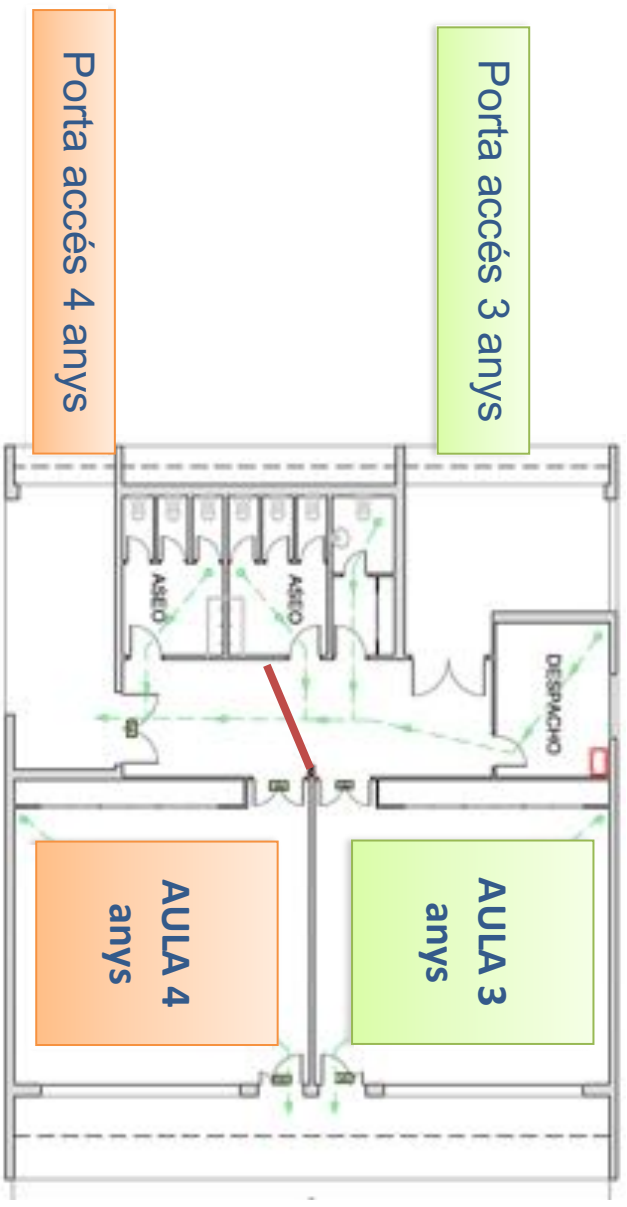 Porta accés 3 anys
Porta accés 4 anys
DESPACHO
ASEO
ASEO
AULA 3
anys
AULA 4
anys